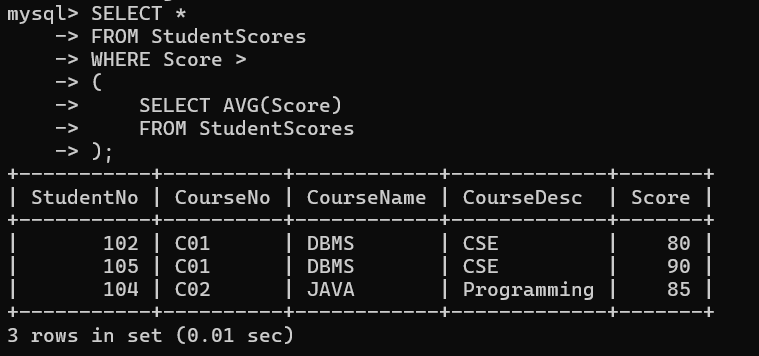 mysql> SELECT *
    -> FROM StudentScores
    -> WHERE Score >
    -> (
    ->     SELECT AVG(Score)
    ->     FROM StudentScores
    -> );
+-----------+----------+------------+-------------+-------+
| StudentNo | CourseNo | CourseName | CourseDesc  | Score |
+-----------+----------+------------+-------------+-------+
|       102 | C01      | DBMS       | CSE         |    80 |
|       105 | C01      | DBMS       | CSE         |    90 |
|       104 | C02      | JAVA       | Programming |    85 |
+-----------+----------+------------+-------------+-------+
3 rows in set (0.01 sec)